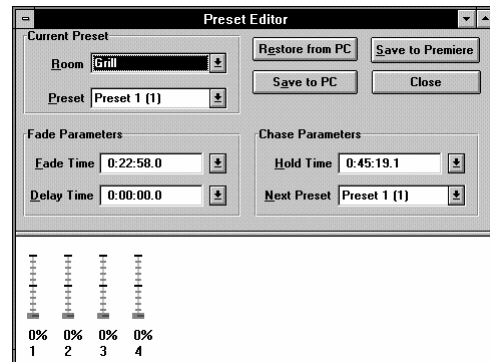 Preset Editor
Current Preset
Room Grill
Preset Preset 1 (1)
Restore from PC
Save to Premiere
Save to PC
Close
Fade Parameters
Fade Time 0:22:58.0
Delay Time 0:00:00.0
Chase Parameters
Hold Time 0:45:19.1
Next Preset Preset 1 (1)
0% 0% 0% 0%
1 2 3 4